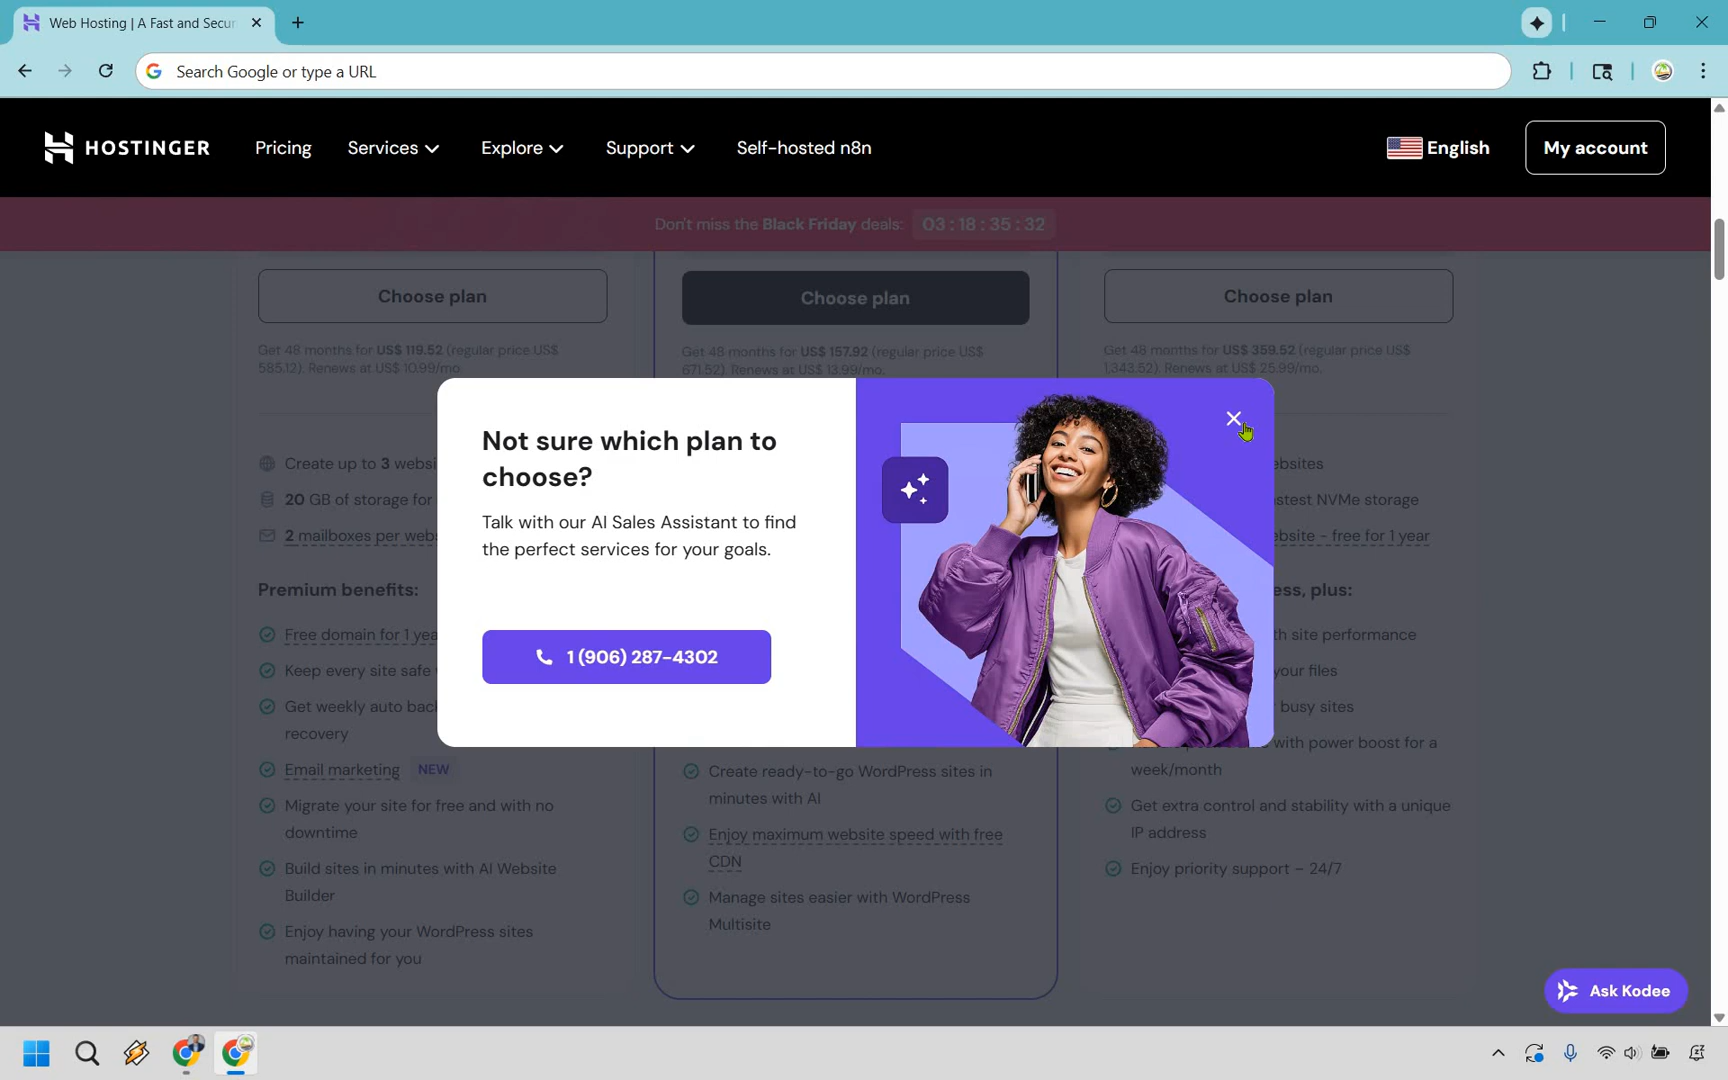 Web Hosting | A Fast and Secur
Search Google or type a URL
HOSTINGER
Pricing
Services
Explore
Support
Self-hosted n8n
English
My account
Don't miss the Black Friday deals: 03 : 18 : 35 : 32
Choose plan
Get 48 months for US$ 119.52 (regular price US$
585.12). Renews at US$ 10.99/mo.
Create up to 3 websi
20 GB of storage for
2 mailboxes per webs
Premium benefits:
Free domain for 1 yea
Keep every site safe
Get weekly auto back
recovery
Email marketing NEW
Migrate your site for free and with no
downtime
Build sites in minutes with AI Website
Builder
Enjoy having your WordPress sites
maintained for you
Choose plan
Get 48 months for US$ 157.92 (regular price US$
671.52). Renews at US$ 13.99/mo.
Not sure which plan to
choose?
Talk with our AI Sales Assistant to find
the perfect services for your goals.
1 (906) 287-4302
Create ready-to-go WordPress sites in
minutes with AI
Enjoy maximum website speed with free
CDN
Manage sites easier with WordPress
Multisite
Choose plan
Get 48 months for US$ 359.52 (regular price US$
1,343.52). Renews at US$ 25.99/mo.
ebsites
stest NVMe storage
ebsite - free for 1 year
ess, plus:
th site performance
your files
busy sites
with power boost for a
week/month
Get extra control and stability with a unique
IP address
Enjoy priority support – 24/7
Ask Kodee